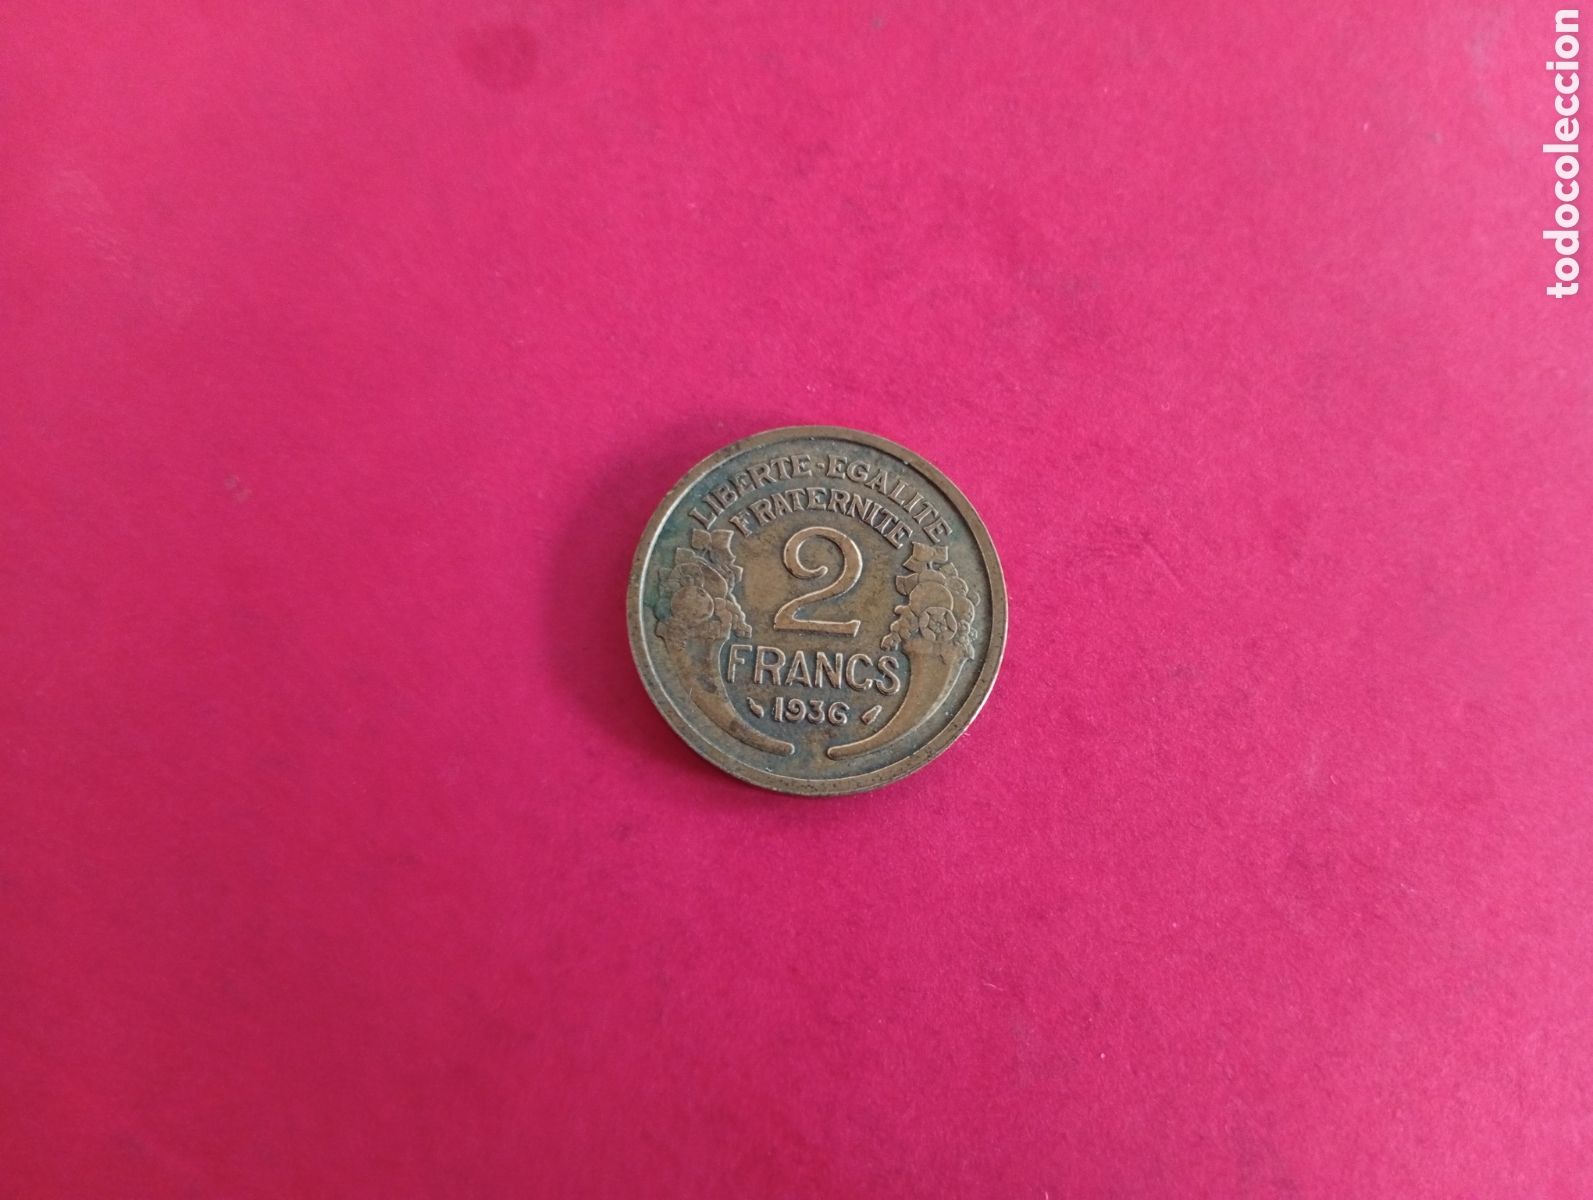 LIBERTE-EGALITE
FRATERNITE
2
FRANCS
1936
todocoleccion